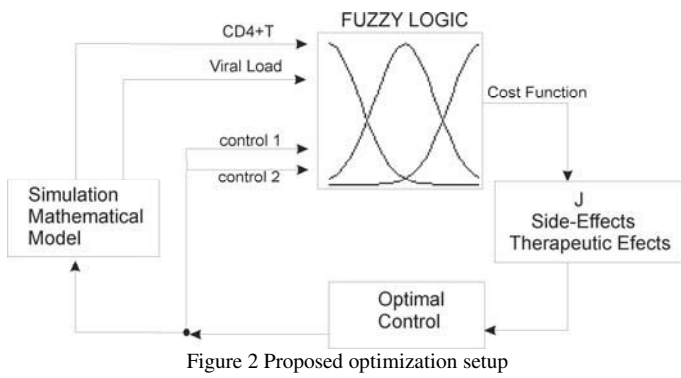 FUZZY LOGIC
CD4+T
Viral Load
control 1
control 2
Cost Function
Simulation
Mathematical
Model
J
Side-Effects
Therapeutic Efects
Optimal
Control
Figure 2 Proposed optimization setup